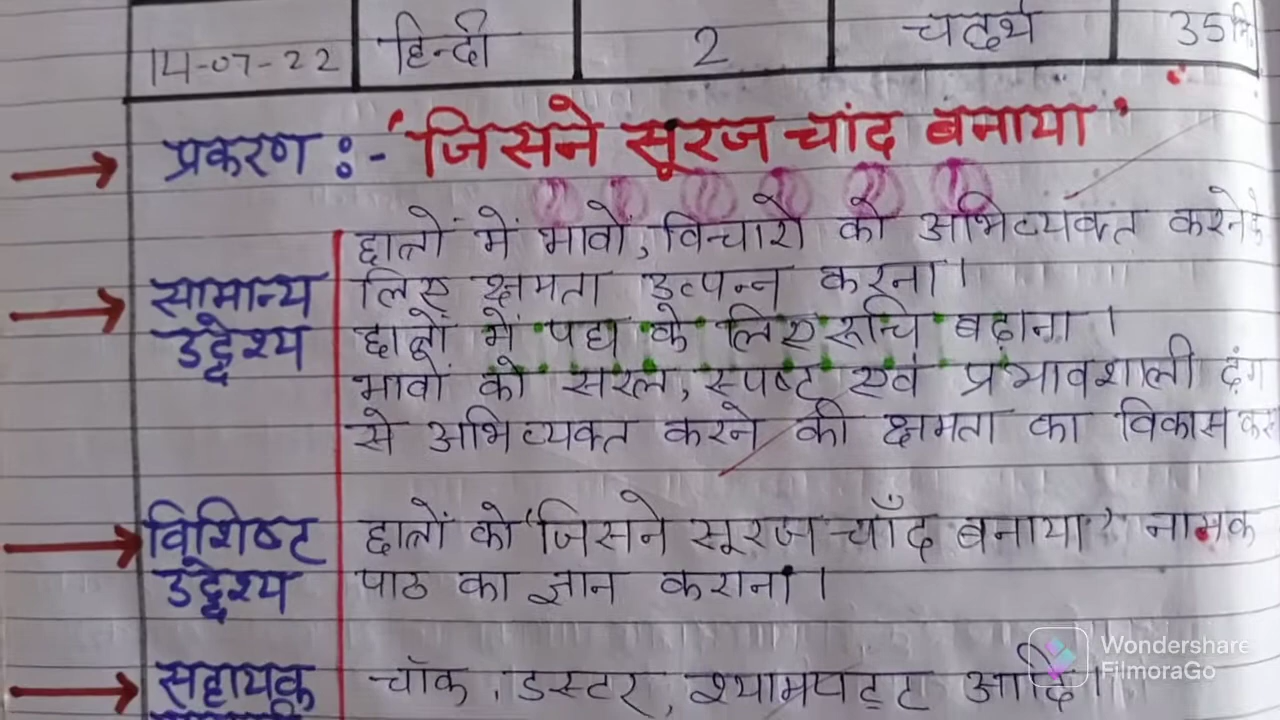 14-07-22 हिन्दी 2 चतुर्थ 35 मि.
प्रकरण :- 'जिसने सूरज चांद बनाया'
छात्रों में भावों, विचारों को अभिव्यक्त करने के
सामान्य लिए क्षमता उत्पन्न करना।
उद्देश्य छात्रों में पद्य के लिए रूचि बढ़ाना।
भावों को सरल, स्पष्ट एवं प्रभावशाली ढ़ंग
से अभिव्यक्त करने की क्षमता का विकास
विशिष्ट छात्रों को 'जिसने सूरज चाँद बनाया' नामक
उद्देश्य पाठ का ज्ञान कराना।
सहायक चॉक, डस्टर, श्यामपट्ट आदि।
Wondershare
FilmoraGo